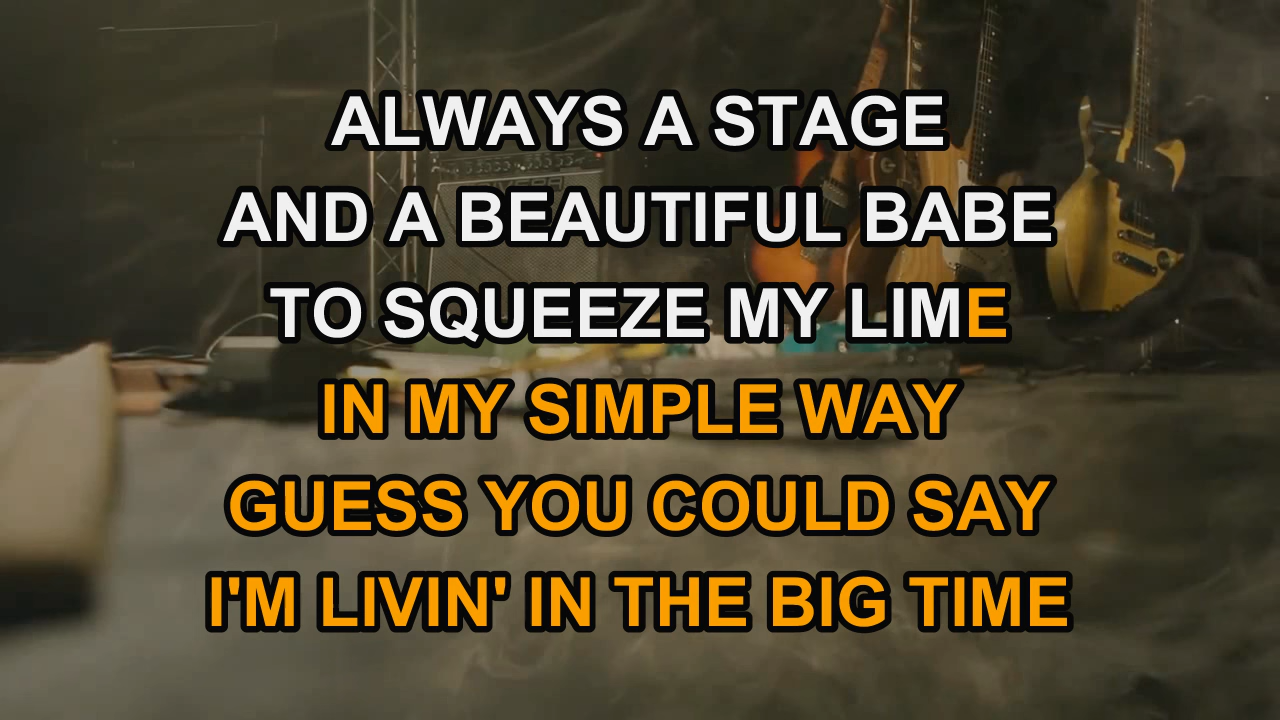 ALWAYS A STAGE
AND A BEAUTIFUL BABE
TO SQUEEZE MY LIME
IN MY SIMPLE WAY
GUESS YOU COULD SAY
I'M LIVIN' IN THE BIG TIME